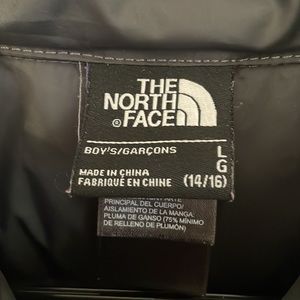 THE
NORTH
FACE
®
BOY'S/GARÇONS
L
G
MADE IN CHINA
FABRIQUÉ EN CHINE
(14/16)
PRINCIPAL DEL CUERPO/
AISLAMIENTO DE LA MANGA:
PLUMA DE GANSO (75% MÍNIMO
DE RELLENO DE PLUMÓN)